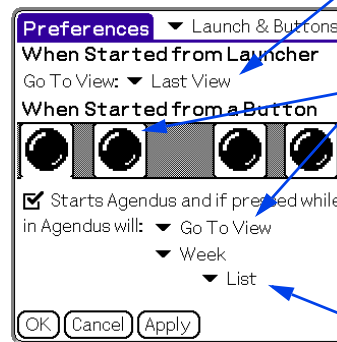 Preferences Launch & Buttons
When Started from Launcher
Go To View: Last View
When Started from a Button
Starts Agendus and if pressed while
in Agendus will: Go To View
Week
List
OK Cancel Apply